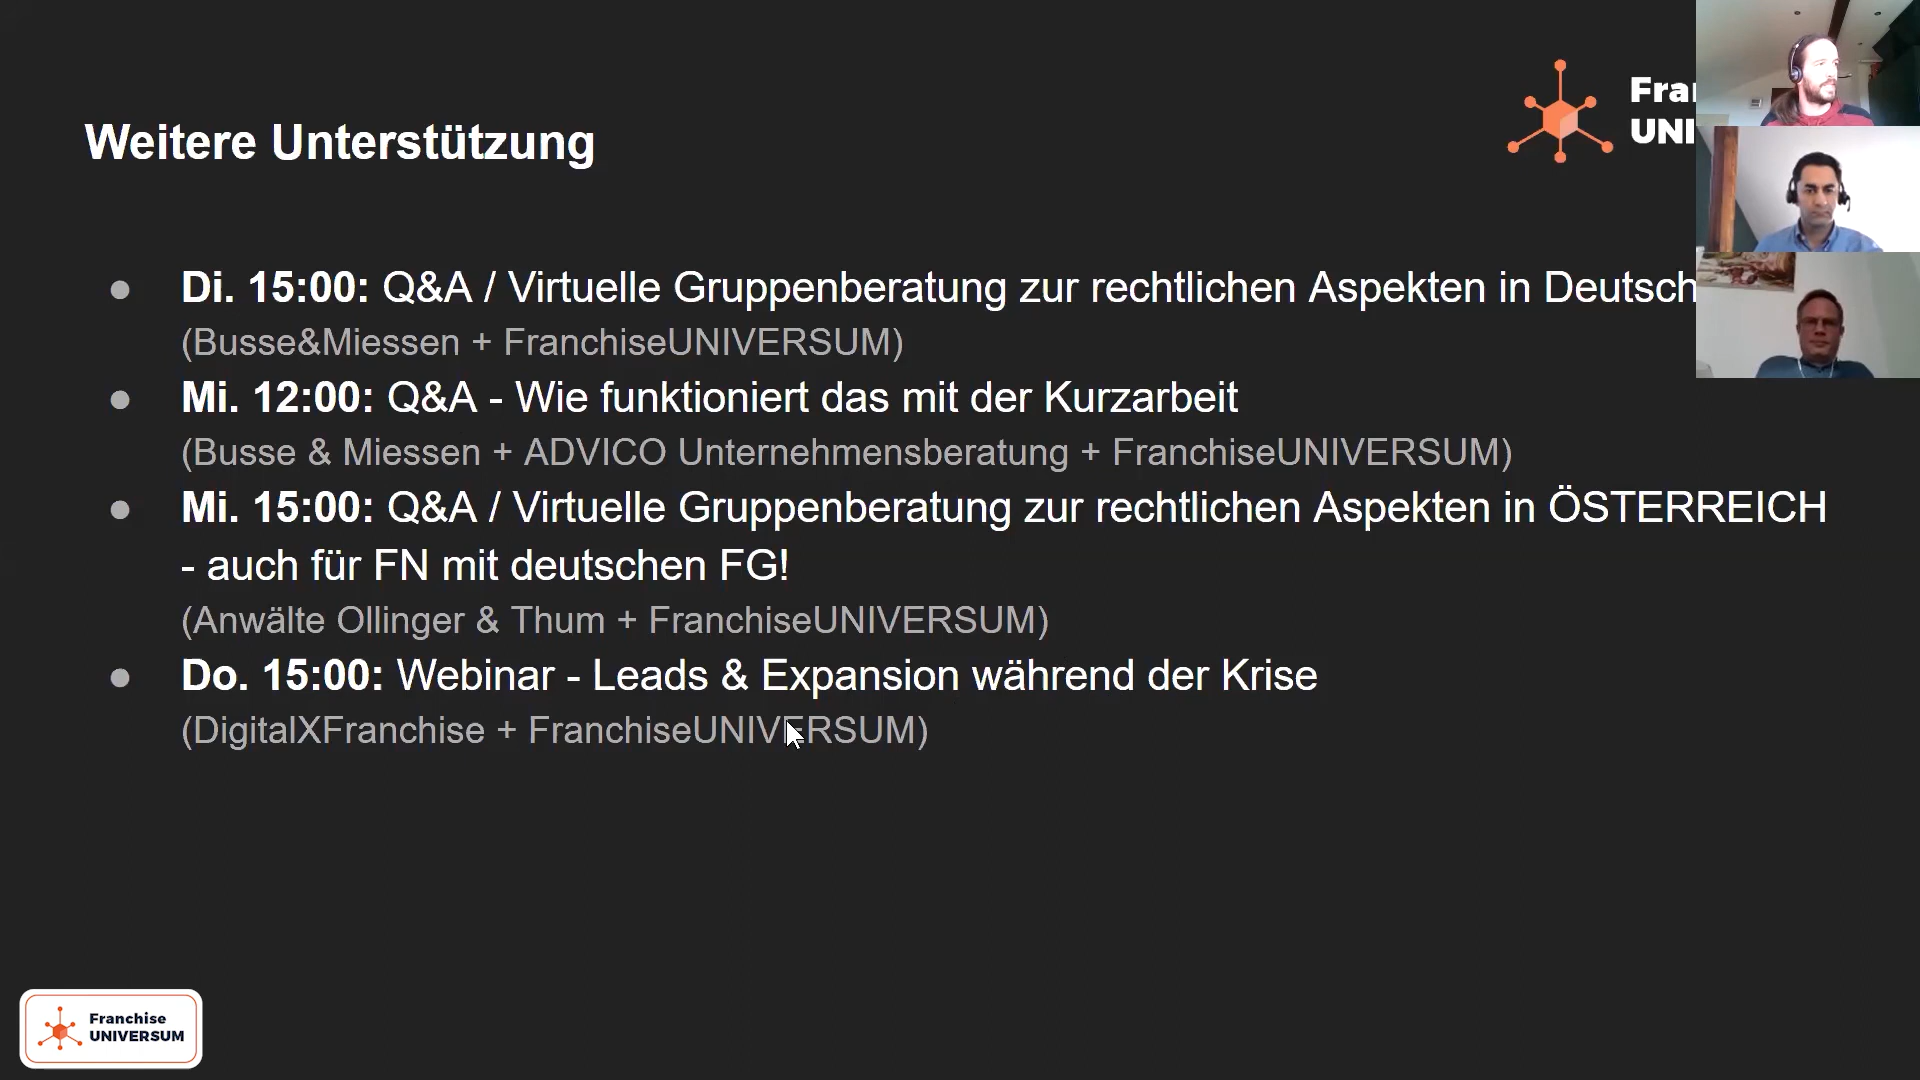 Weitere Unterstützung
Di. 15:00: Q&A / Virtuelle Gruppenberatung zur rechtlichen Aspekten in Deutsch
(Busse&Miessen + FranchiseUNIVERSUM)
Mi. 12:00: Q&A - Wie funktioniert das mit der Kurzarbeit
(Busse & Miessen + ADVICO Unternehmensberatung + FranchiseUNIVERSUM)
Mi. 15:00: Q&A / Virtuelle Gruppenberatung zur rechtlichen Aspekten in ÖSTERREICH
- auch für FN mit deutschen FG!
(Anwälte Ollinger & Thum + FranchiseUNIVERSUM)
Do. 15:00: Webinar - Leads & Expansion während der Krise
(DigitalXFranchise + FranchiseUNIVERSUM)
Franchise
UNIVERSUM